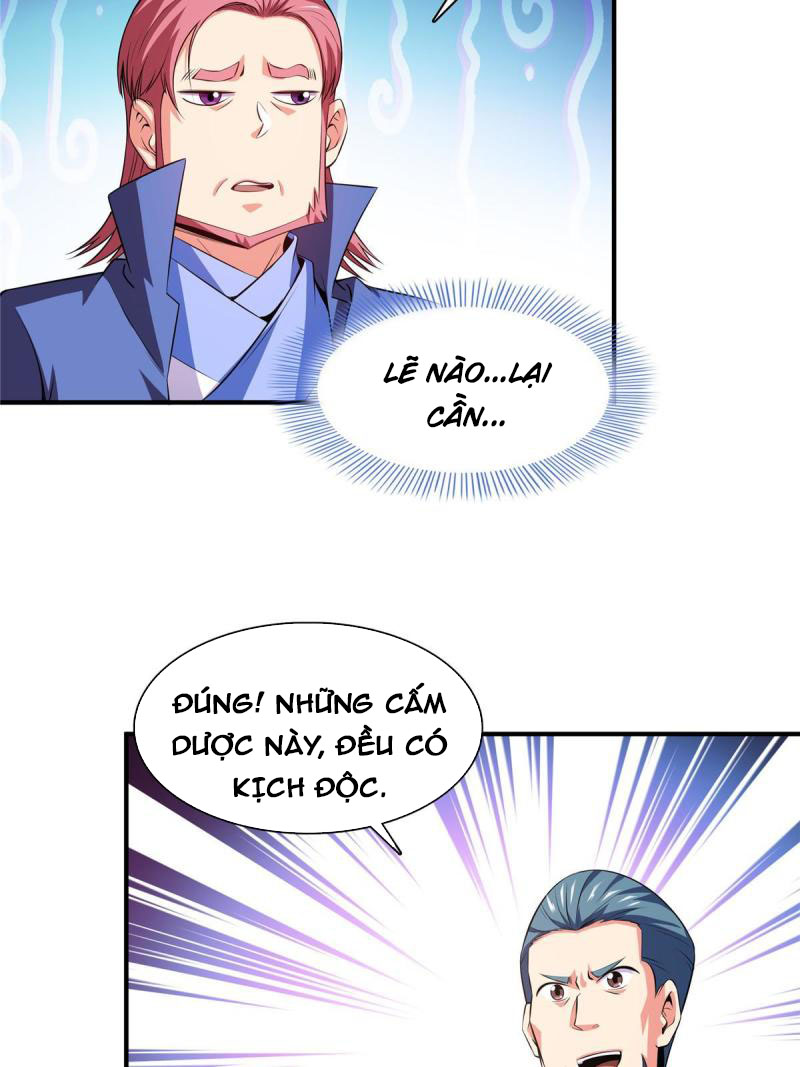 LẼ NÀO...LẠI
CẦN...
ĐÚNG! NHỮNG CẤM
DƯỢC NÀY, ĐỀU CÓ
KỊCH ĐỘC.